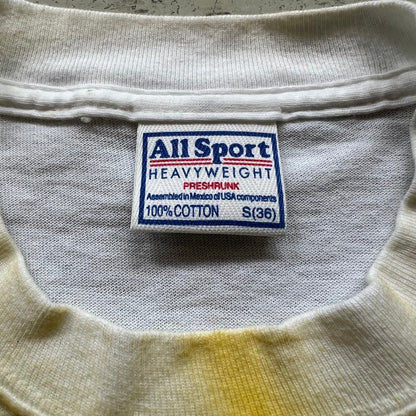 All Sport
HEAVYWEIGHT
PRESHRUNK
Assembled in Mexico of USA components
100% COTTON S(36)